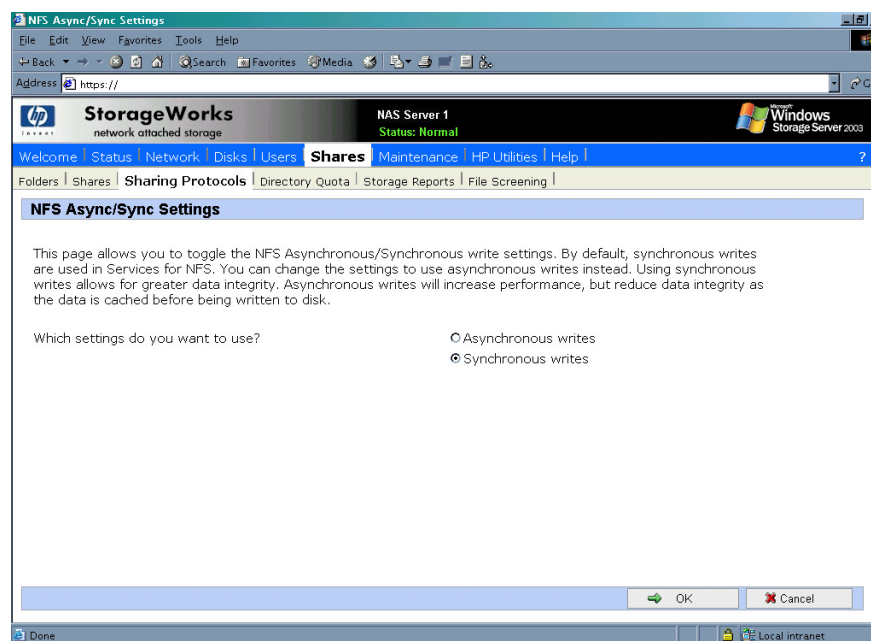 NFS Async/Sync Settings
File Edit View Favorites Tools Help
Back Search Favorites Media
Address https://
hp
invent
StorageWorks
network attached storage
NAS Server 1
Status: Normal
Microsoft
Windows
Storage Server 2003
Welcome Status Network Disks Users Shares Maintenance HP Utilities Help ?
Folders Shares Sharing Protocols Directory Quota Storage Reports File Screening
NFS Async/Sync Settings
This page allows you to toggle the NFS Asynchronous/Synchronous write settings. By default, synchronous writes
are used in Services for NFS. You can change the settings to use asynchronous writes instead. Using synchronous
writes allows for greater data integrity. Asynchronous writes will increase performance, but reduce data integrity as
the data is cached before being written to disk.
Which settings do you want to use?
Asynchronous writes
Synchronous writes
OK Cancel
Done Local intranet